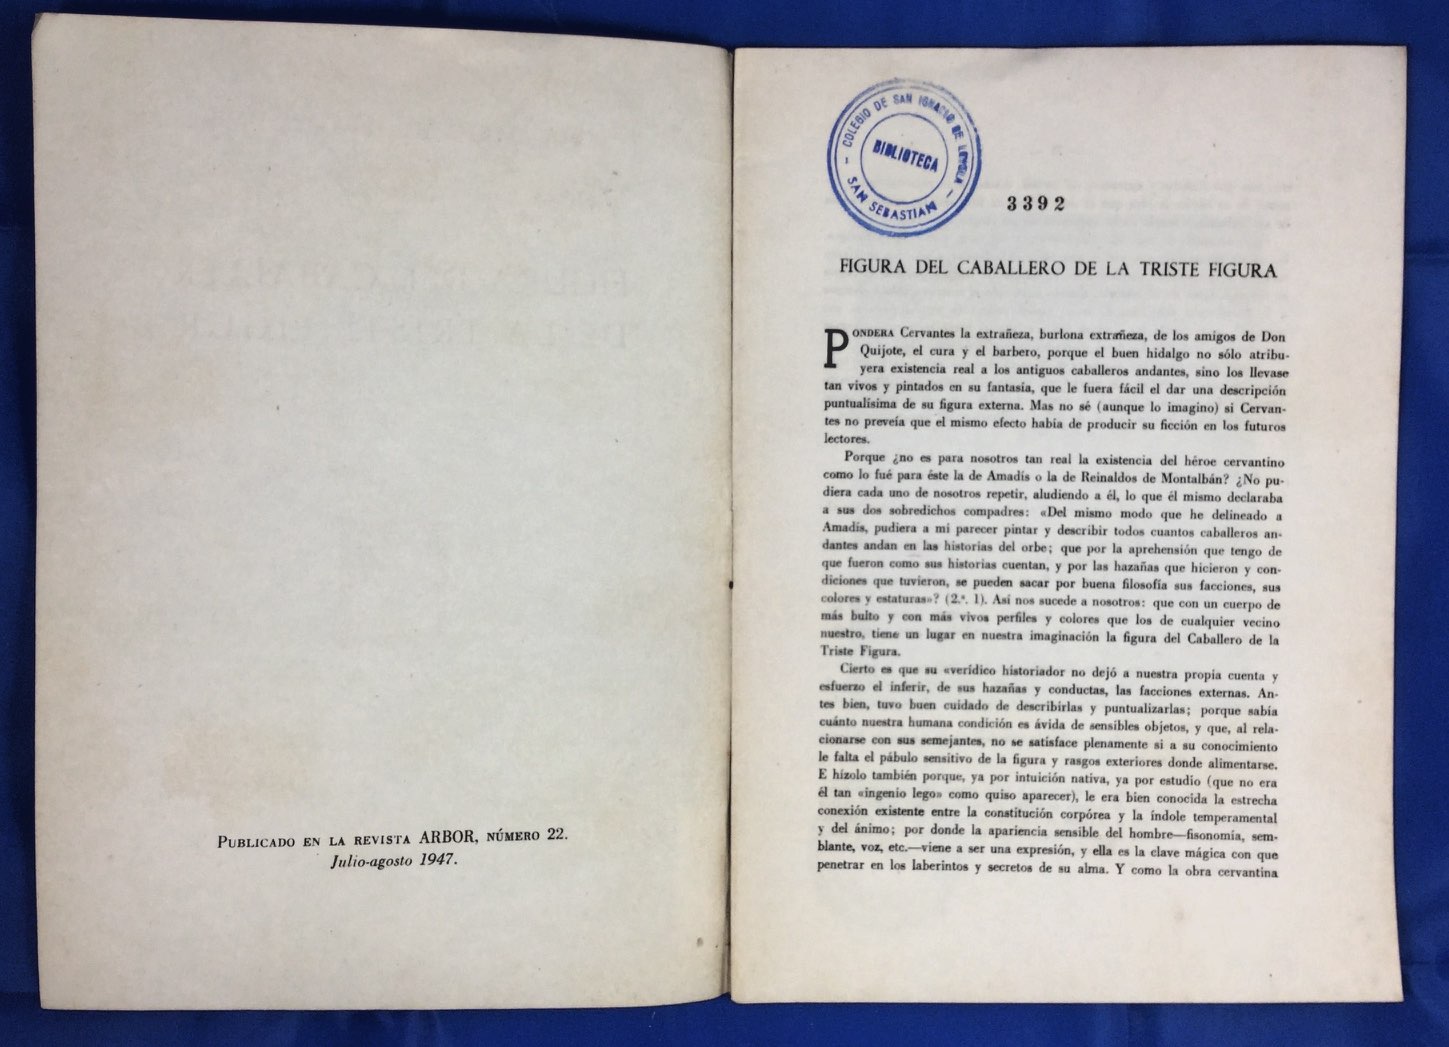 PUBLICADO EN LA REVISTA ARBOR, NÚMERO 22.
Julio-agosto 1947.
COLEGIO DE SAN IGNACIO DE LOYOLA
BIBLIOTECA
SAN SEBASTIAN
3392
FIGURA DEL CABALLERO DE LA TRISTE FIGURA
PONDERA Cervantes la extrañeza, burlona extrañeza, de los amigos de Don
Quijote, el cura y el barbero, porque el buen hidalgo no sólo atribu-
yera existencia real a los antiguos caballeros andantes, sino los llevase
tan vivos y pintados en su fantasía, que le fuera fácil el dar una descripción
puntualísima de su figura externa. Mas no sé (aunque lo imagino) si Cervan-
tes no preveía que el mismo efecto había de producir su ficción en los futuros
lectores.
Porque ¿no es para nosotros tan real la existencia del héroe cervantino
como lo fué para éste la de Amadís o la de Reinaldos de Montalbán? ¿No pu-
diera cada uno de nosotros repetir, aludiendo a él, lo que él mismo declaraba
a sus dos sobredichos compadres: «Del mismo modo que he delineado a
Amadís, pudiera a mi parecer pintar y describir todos cuantos caballeros an-
dantes andan en las historias del orbe; que por la aprehensión que tengo de
que fueron como sus historias cuentan, y por las hazañas que hicieron y con-
diciones que tuvieron, se pueden sacar por buena filosofía sus facciones, sus
colores y estaturas»? (2.ª, 1). Así nos sucede a nosotros: que con un cuerpo de
más bulto y con más vivos perfiles y colores que los de cualquier vecino
nuestro, tiene un lugar en nuestra imaginación la figura del Caballero de la
Triste Figura.
Cierto es que su «verídico historiador no dejó a nuestra propia cuenta y
esfuerzo el inferir, de sus hazañas y conductas, las facciones externas. An-
tes bien, tuvo buen cuidado de describirlas y puntualizarlas; porque sabía
cuánto nuestra humana condición es ávida de sensibles objetos, y que, al rela-
cionarse con sus semejantes, no se satisface plenamente si a su conocimiento
le falta el pábulo sensitivo de la figura y rasgos exteriores donde alimentarse.
E hízolo también porque, ya por intuición nativa, ya por estudio (que no era
él tan «ingenio lego» como quiso aparecer), le era bien conocida la estrecha
conexión existente entre la constitución corpórea y la índole temperamental
y del ánimo; por donde la apariencia sensible del hombre—fisonomía, sem-
blante, voz, etc.—viene a ser una expresión, y ella es la clave mágica con que
penetrar en los laberintos y secretos de su alma. Y como la obra cervantina